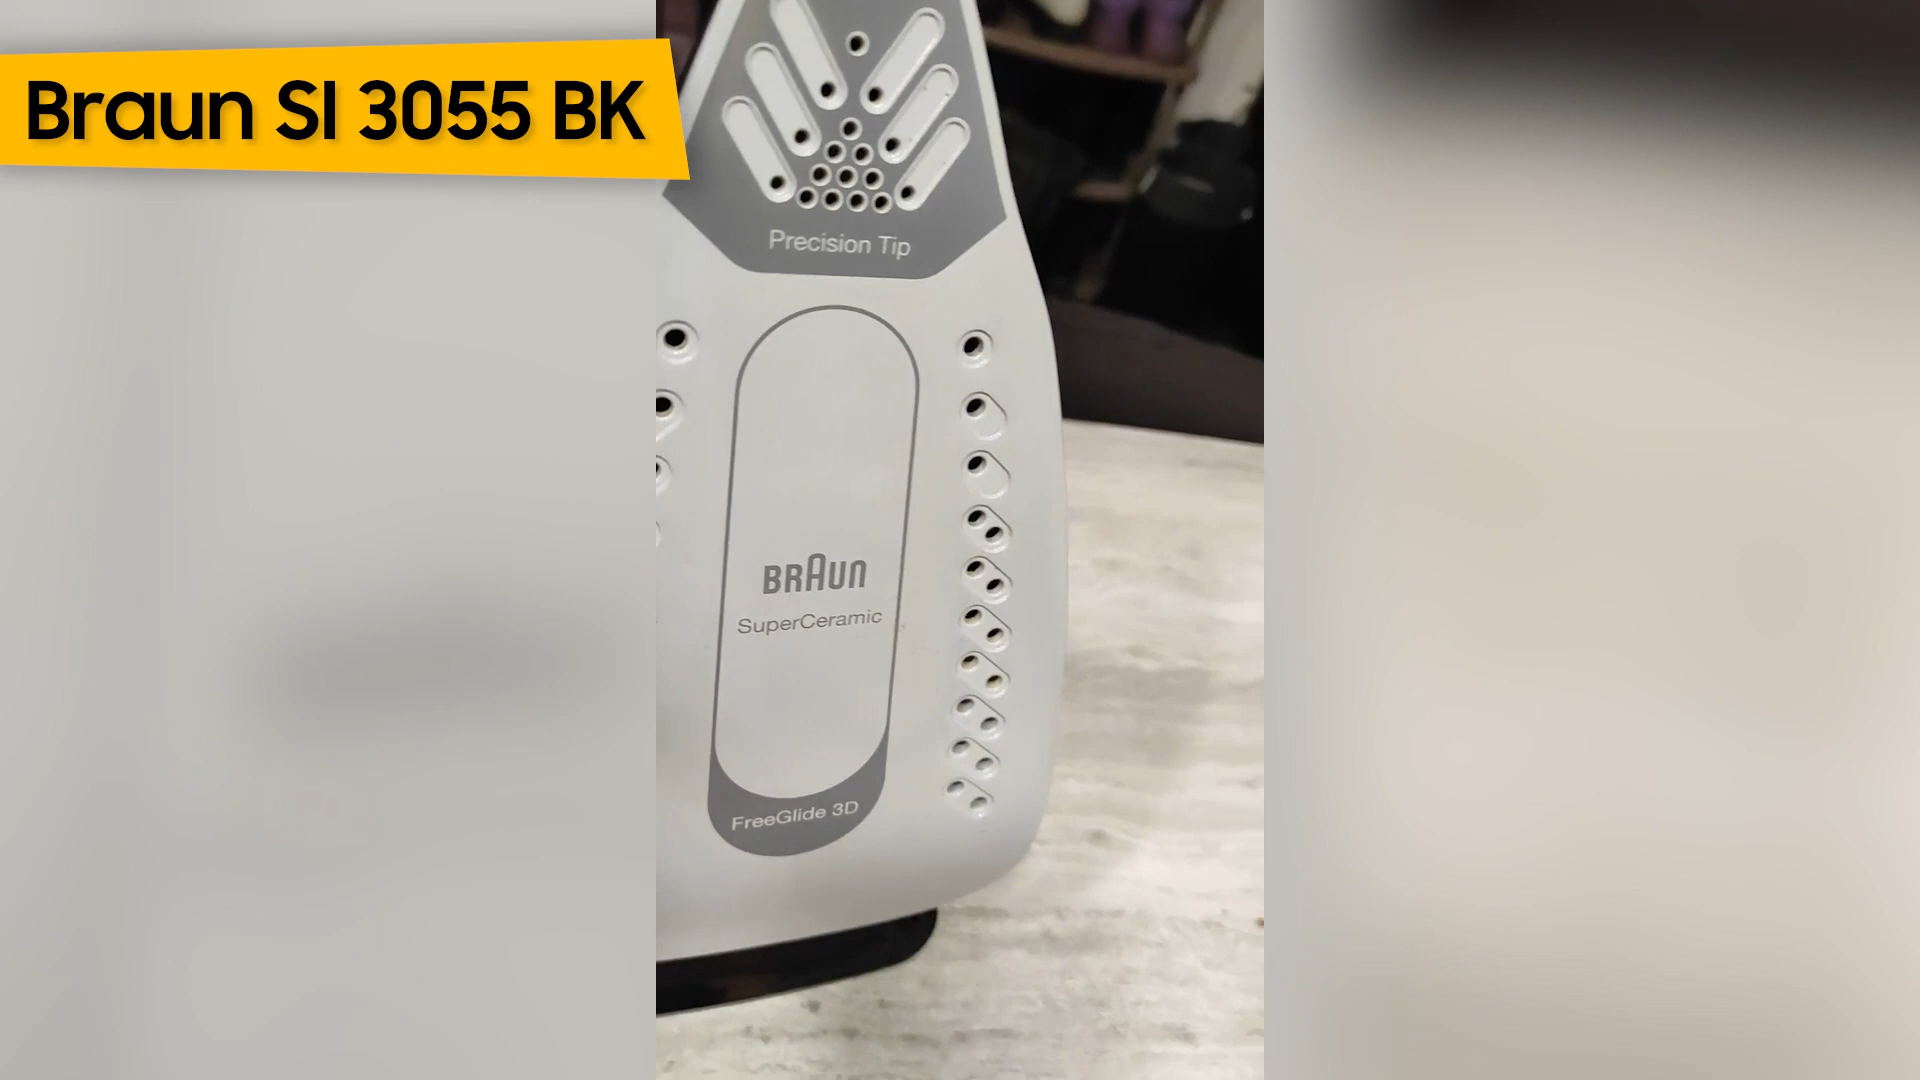 Braun SI 3055 BK
Precision Tip
BRAUN
SuperCeramic
FreeGlide 3D